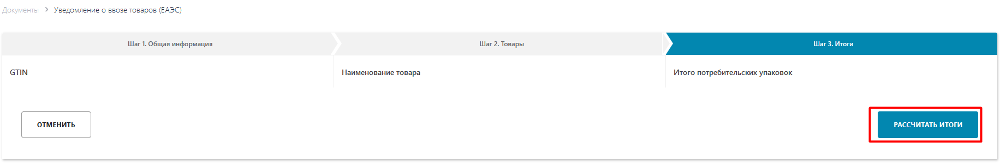 Документы > Уведомление о ввозе товаров (ЕАЭС)
Шаг 1. Общая информация Шаг 2. Товары Шаг 3. Итоги
GTIN Наименование товара Итого потребительских упаковок
ОТМЕНИТЬ РАССЧИТАТЬ ИТОГИ